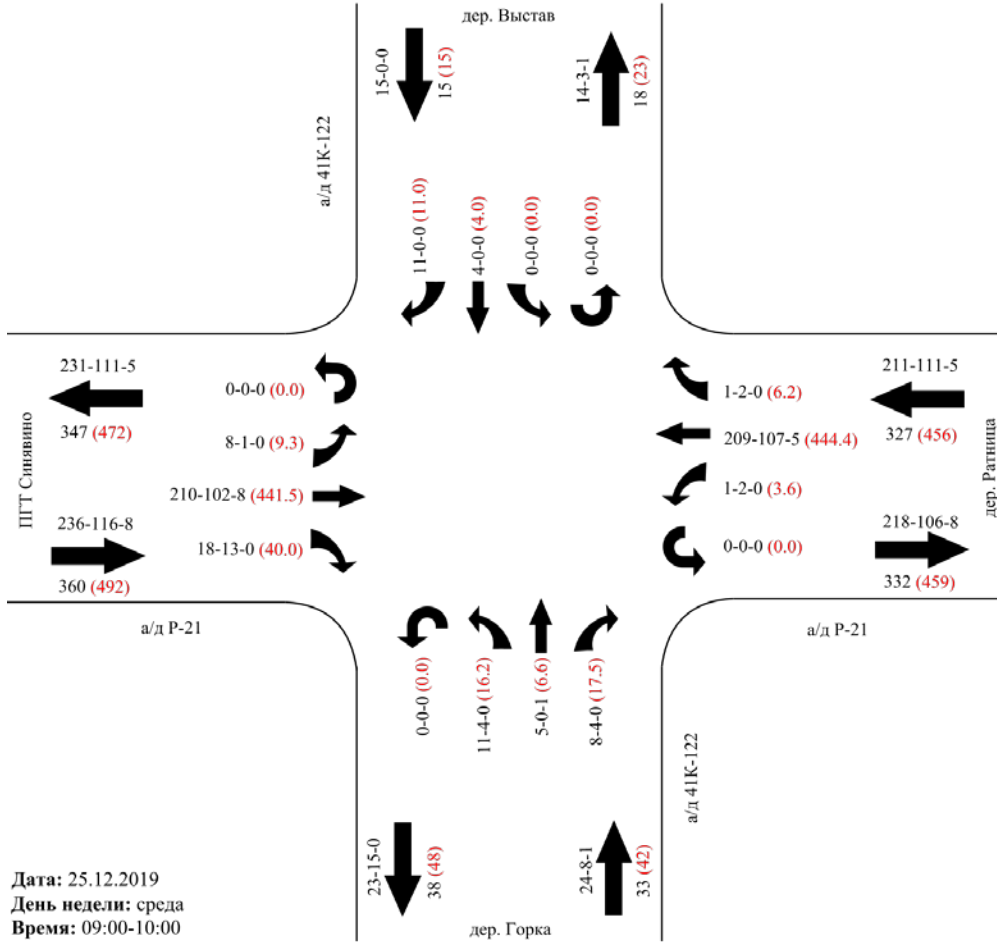 дер. Выстав
15-0-0
15 (15)
14-3-1
18 (23)
а/д 41К-122
11-0-0 (11.0)
4-0-0 (4.0)
0-0-0 (0.0)
0-0-0 (0.0)
231-111-5
347 (472)
ПГТ Синявино
236-116-8
360 (492)
а/д Р-21
0-0-0 (0.0)
8-1-0 (9.3)
210-102-8 (441.5)
18-13-0 (40.0)
1-2-0 (6.2)
209-107-5 (444.4)
1-2-0 (3.6)
0-0-0 (0.0)
211-111-5
327 (456)
дер. Ратница
218-106-8
332 (459)
а/д Р-21
0-0-0 (0.0)
11-4-0 (16.2)
5-0-1 (6.6)
8-4-0 (17.5)
а/д 41К-122
23-15-0
38 (48)
24-8-1
33 (42)
дер. Горка
Дата: 25.12.2019
День недели: среда
Время: 09:00-10:00